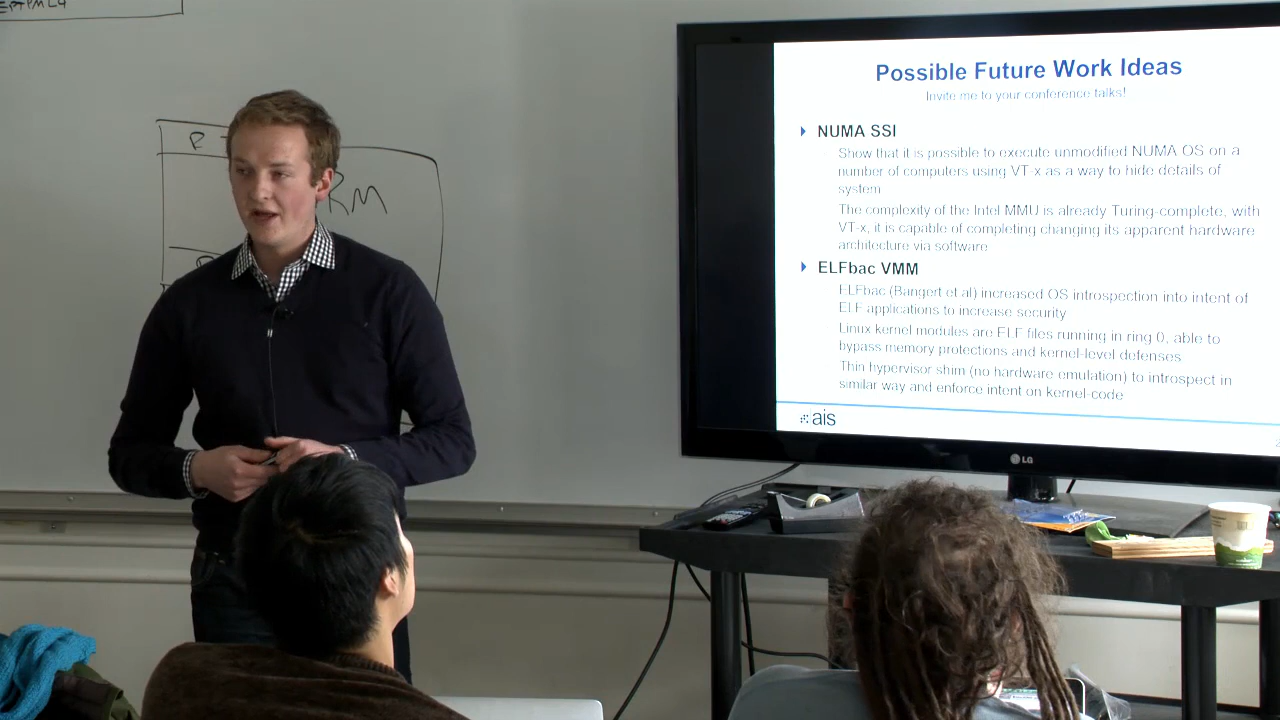 RM
Possible Future Work Ideas
Invite me to your conference talks!
NUMA SSI
Show that it is possible to execute unmodified NUMA OS on a
number of computers using VT-x as a way to hide details of
system
The complexity of the Intel MMU is already Turing-complete, with
VT-x, it is capable of completing changing its apparent hardware
architecture via software
ELFbac VMM
ELFbac (Bangert et al) increased OS introspection into intent of
ELF applications to increase security
Linux kernel modules are ELF files running in ring 0, able to
bypass memory protections and kernel-level defenses
Thin hypervisor shim (no hardware emulation) to introspect in
similar way and enforce intent on kernel-code
ais
LG